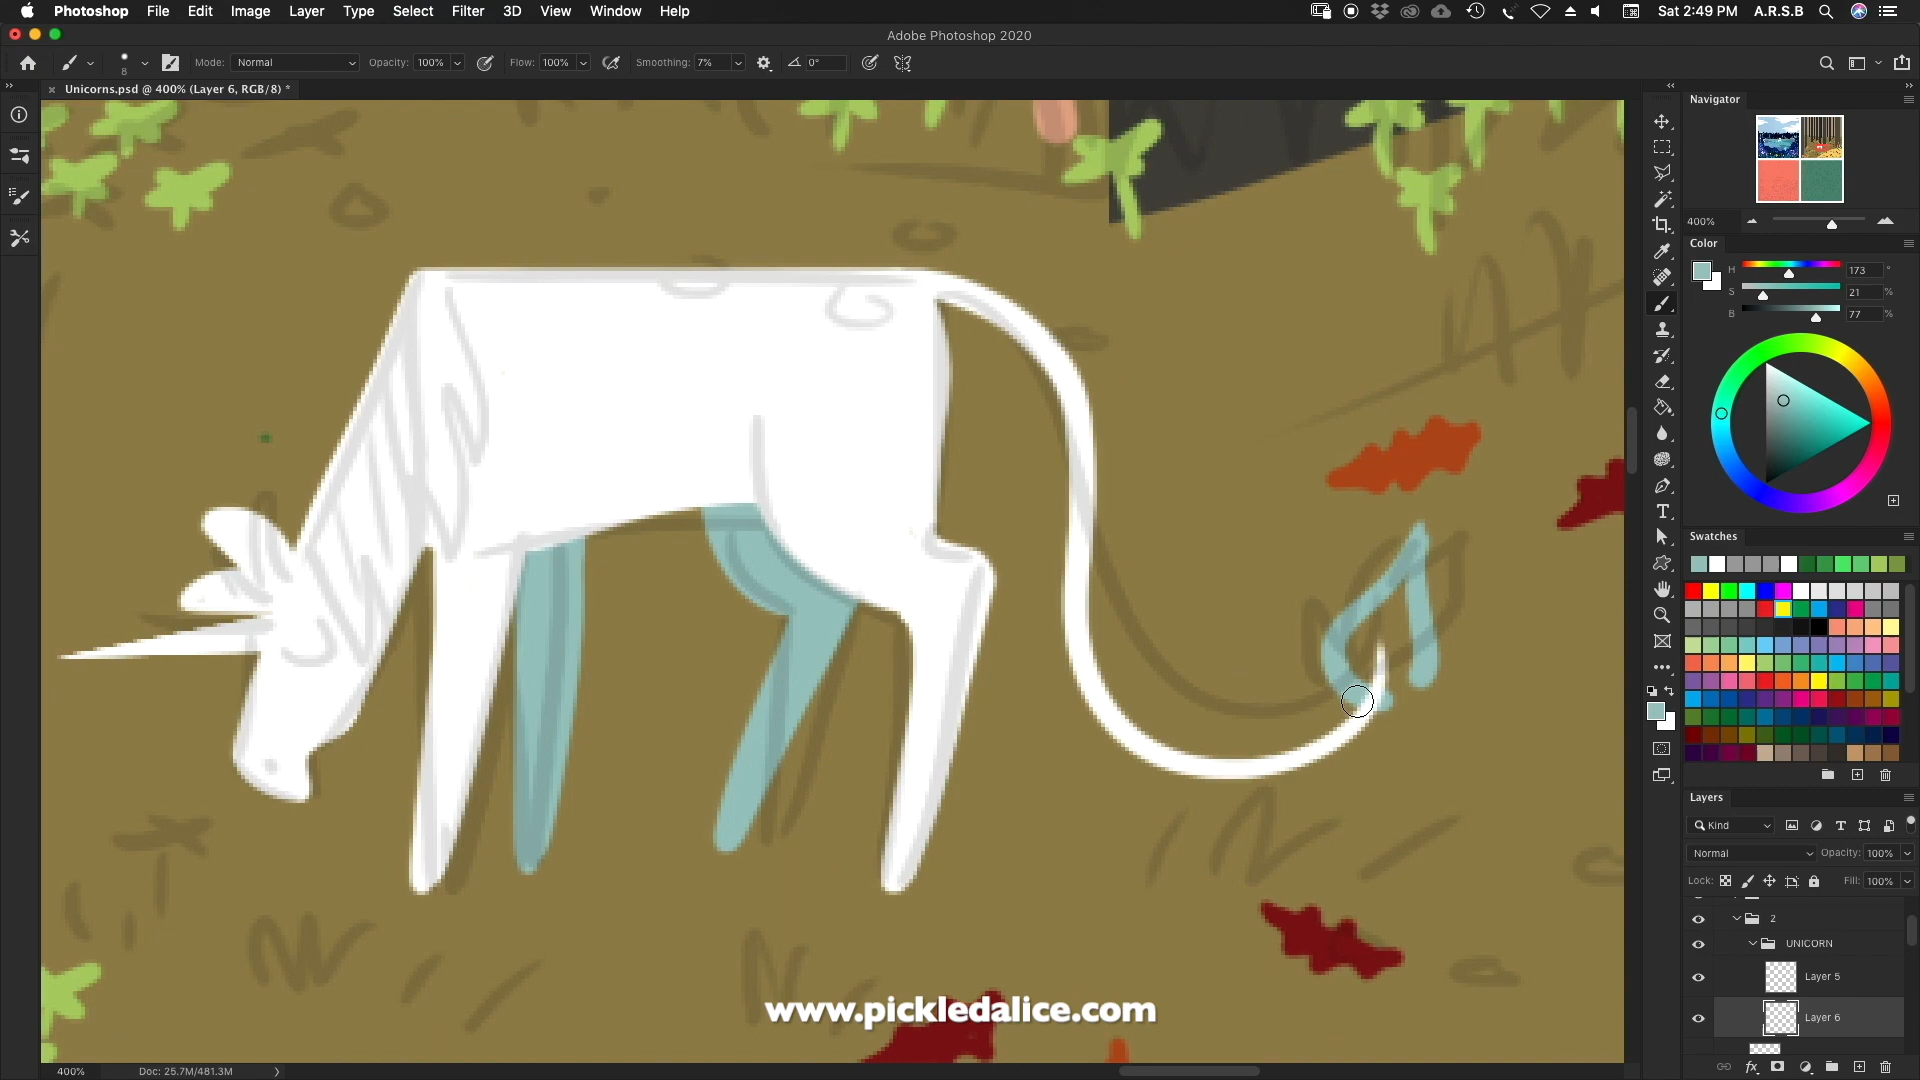 Photoshop File Edit Image Layer Type Select Filter 3D View Window Help Sat 2:49 PM A.R.S.B
Adobe Photoshop 2020
8 Mode: Normal Opacity: 100% Flow: 100% Smoothing: 7% 0°
Unicorns.psd @ 400% (Layer 6, RGB/8) *
Navigator
400%
Color
H 173 °
S 21 %
B 77 %
Swatches
Layers
Kind
Normal Opacity: 100%
Lock: Fill: 100%
2
UNICORN
Layer 5
Layer 6
www.pickledalice.com
400% Doc: 25.7M/481.3M